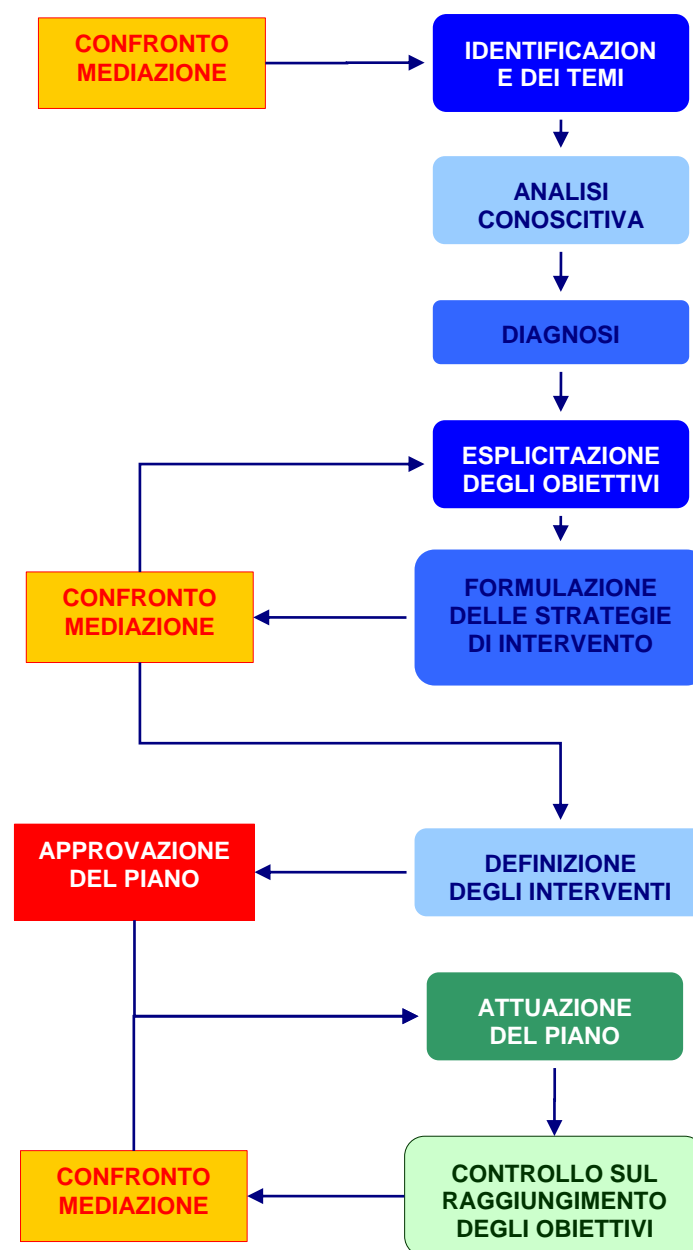 CONFRONTO
MEDIAZIONE
IDENTIFICAZION
E DEI TEMI
ANALISI
CONOSCITIVA
DIAGNOSI
ESPLICITAZIONE
DEGLI OBIETTIVI
CONFRONTO
MEDIAZIONE
FORMULAZIONE
DELLE STRATEGIE
DI INTERVENTO
APPROVAZIONE
DEL PIANO
DEFINIZIONE
DEGLI INTERVENTI
ATTUAZIONE
DEL PIANO
CONFRONTO
MEDIAZIONE
CONTROLLO SUL
RAGGIUNGIMENTO
DEGLI OBIETTIVI